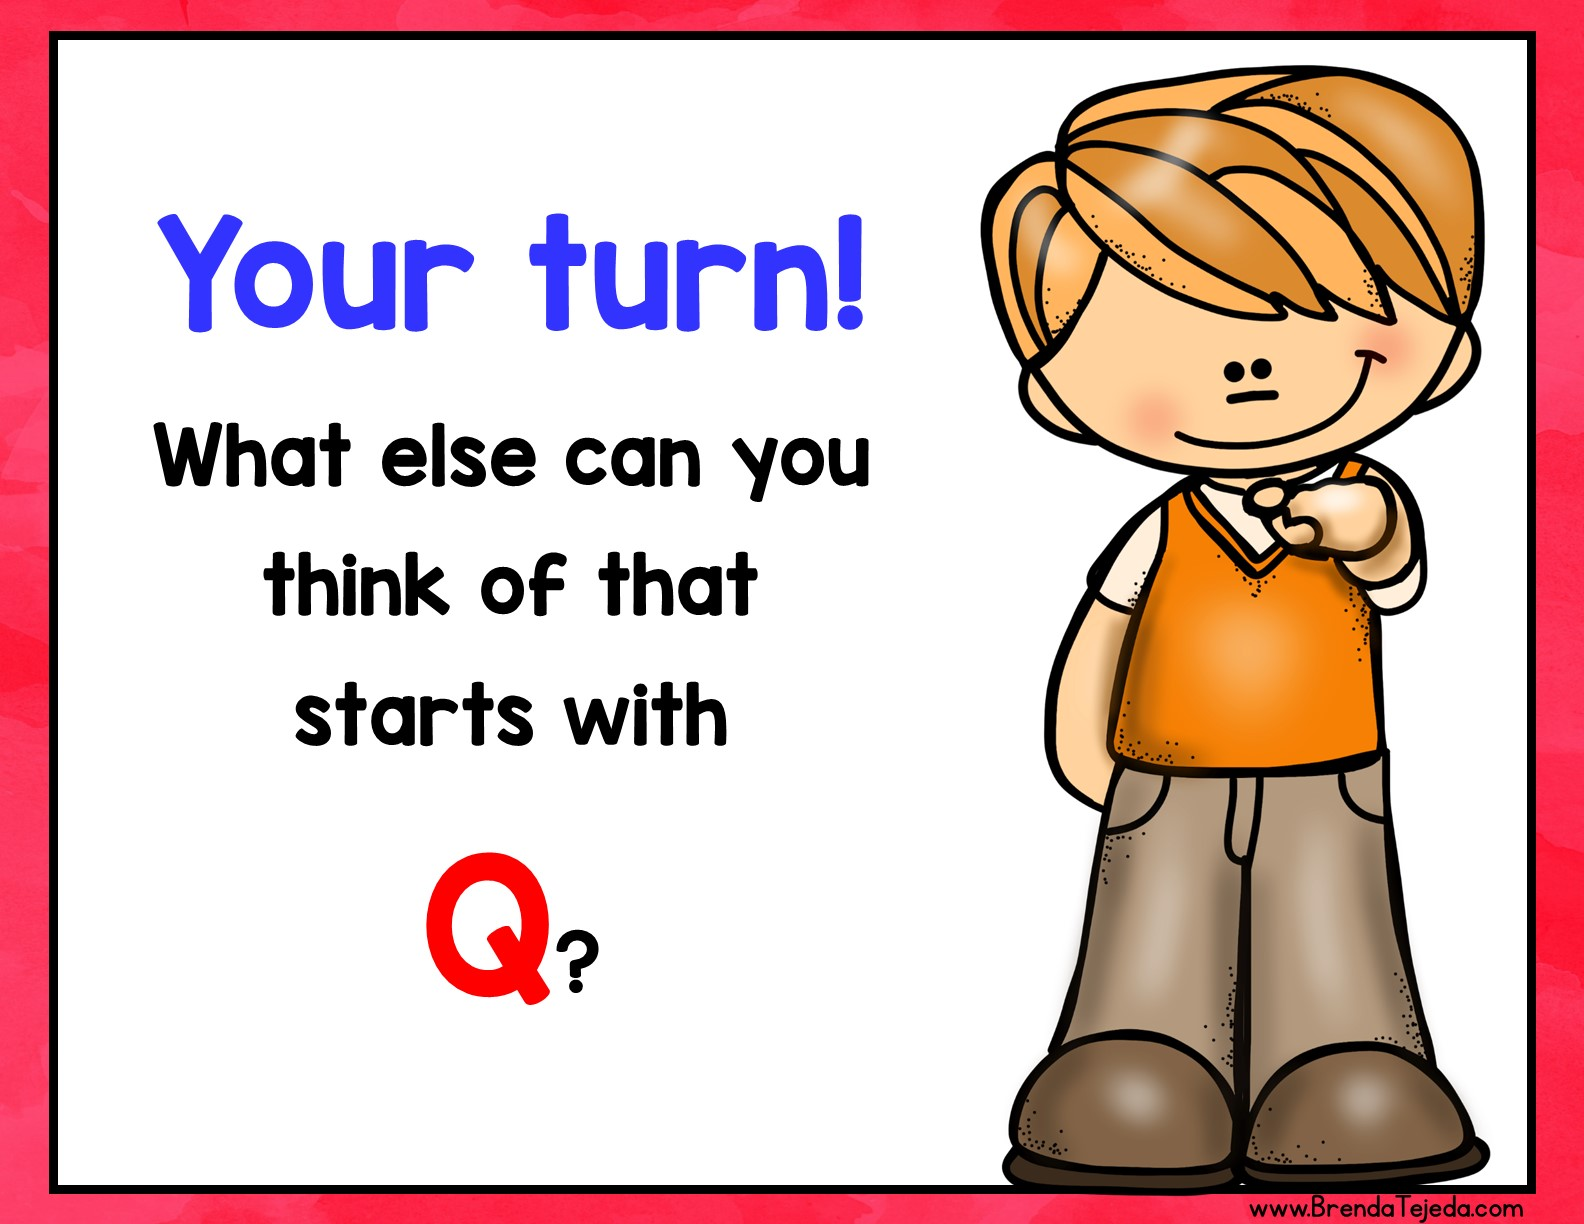 Your turn!
What else can you
think of that
starts with
Q?
www.BrendaTejeda.com